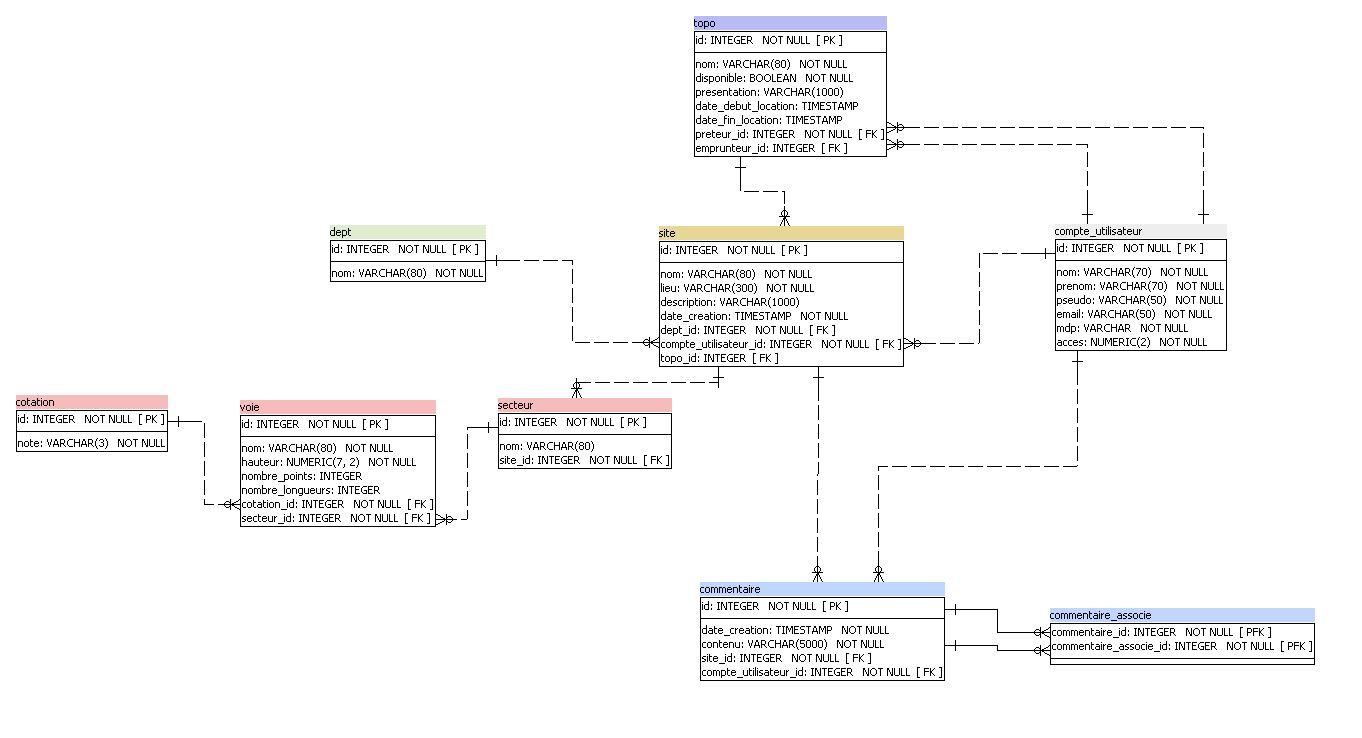 topo
id: INTEGER NOT NULL [ PK ]
nom: VARCHAR(80) NOT NULL
disponible: BOOLEAN NOT NULL
presentation: VARCHAR(1000)
date_debut_location: TIMESTAMP
date_fin_location: TIMESTAMP
preteur_id: INTEGER NOT NULL [ FK ]
emprunteur_id: INTEGER [ FK ]
dept
id: INTEGER NOT NULL [ PK ]
nom: VARCHAR(80) NOT NULL
site
id: INTEGER NOT NULL [ PK ]
nom: VARCHAR(80) NOT NULL
lieu: VARCHAR(300) NOT NULL
description: VARCHAR(1000)
date_creation: TIMESTAMP NOT NULL
dept_id: INTEGER NOT NULL [ FK ]
compte_utilisateur_id: INTEGER NOT NULL [ FK ]
topo_id: INTEGER [ FK ]
compte_utilisateur
id: INTEGER NOT NULL [ PK ]
nom: VARCHAR(70) NOT NULL
prenom: VARCHAR(70) NOT NULL
pseudo: VARCHAR(50) NOT NULL
email: VARCHAR(50) NOT NULL
mdp: VARCHAR NOT NULL
acces: NUMERIC(2) NOT NULL
cotation
id: INTEGER NOT NULL [ PK ]
note: VARCHAR(3) NOT NULL
voie
id: INTEGER NOT NULL [ PK ]
nom: VARCHAR(80) NOT NULL
hauteur: NUMERIC(7, 2) NOT NULL
nombre_points: INTEGER
nombre_longueurs: INTEGER
cotation_id: INTEGER NOT NULL [ FK ]
secteur_id: INTEGER NOT NULL [ FK ]
secteur
id: INTEGER NOT NULL [ PK ]
nom: VARCHAR(80)
site_id: INTEGER NOT NULL [ FK ]
commentaire
id: INTEGER NOT NULL [ PK ]
date_creation: TIMESTAMP NOT NULL
contenu: VARCHAR(5000) NOT NULL
site_id: INTEGER NOT NULL [ FK ]
compte_utilisateur_id: INTEGER NOT NULL [ FK ]
commentaire_associe
commentaire_id: INTEGER NOT NULL [ PFK ]
commentaire_associe_id: INTEGER NOT NULL [ PFK ]